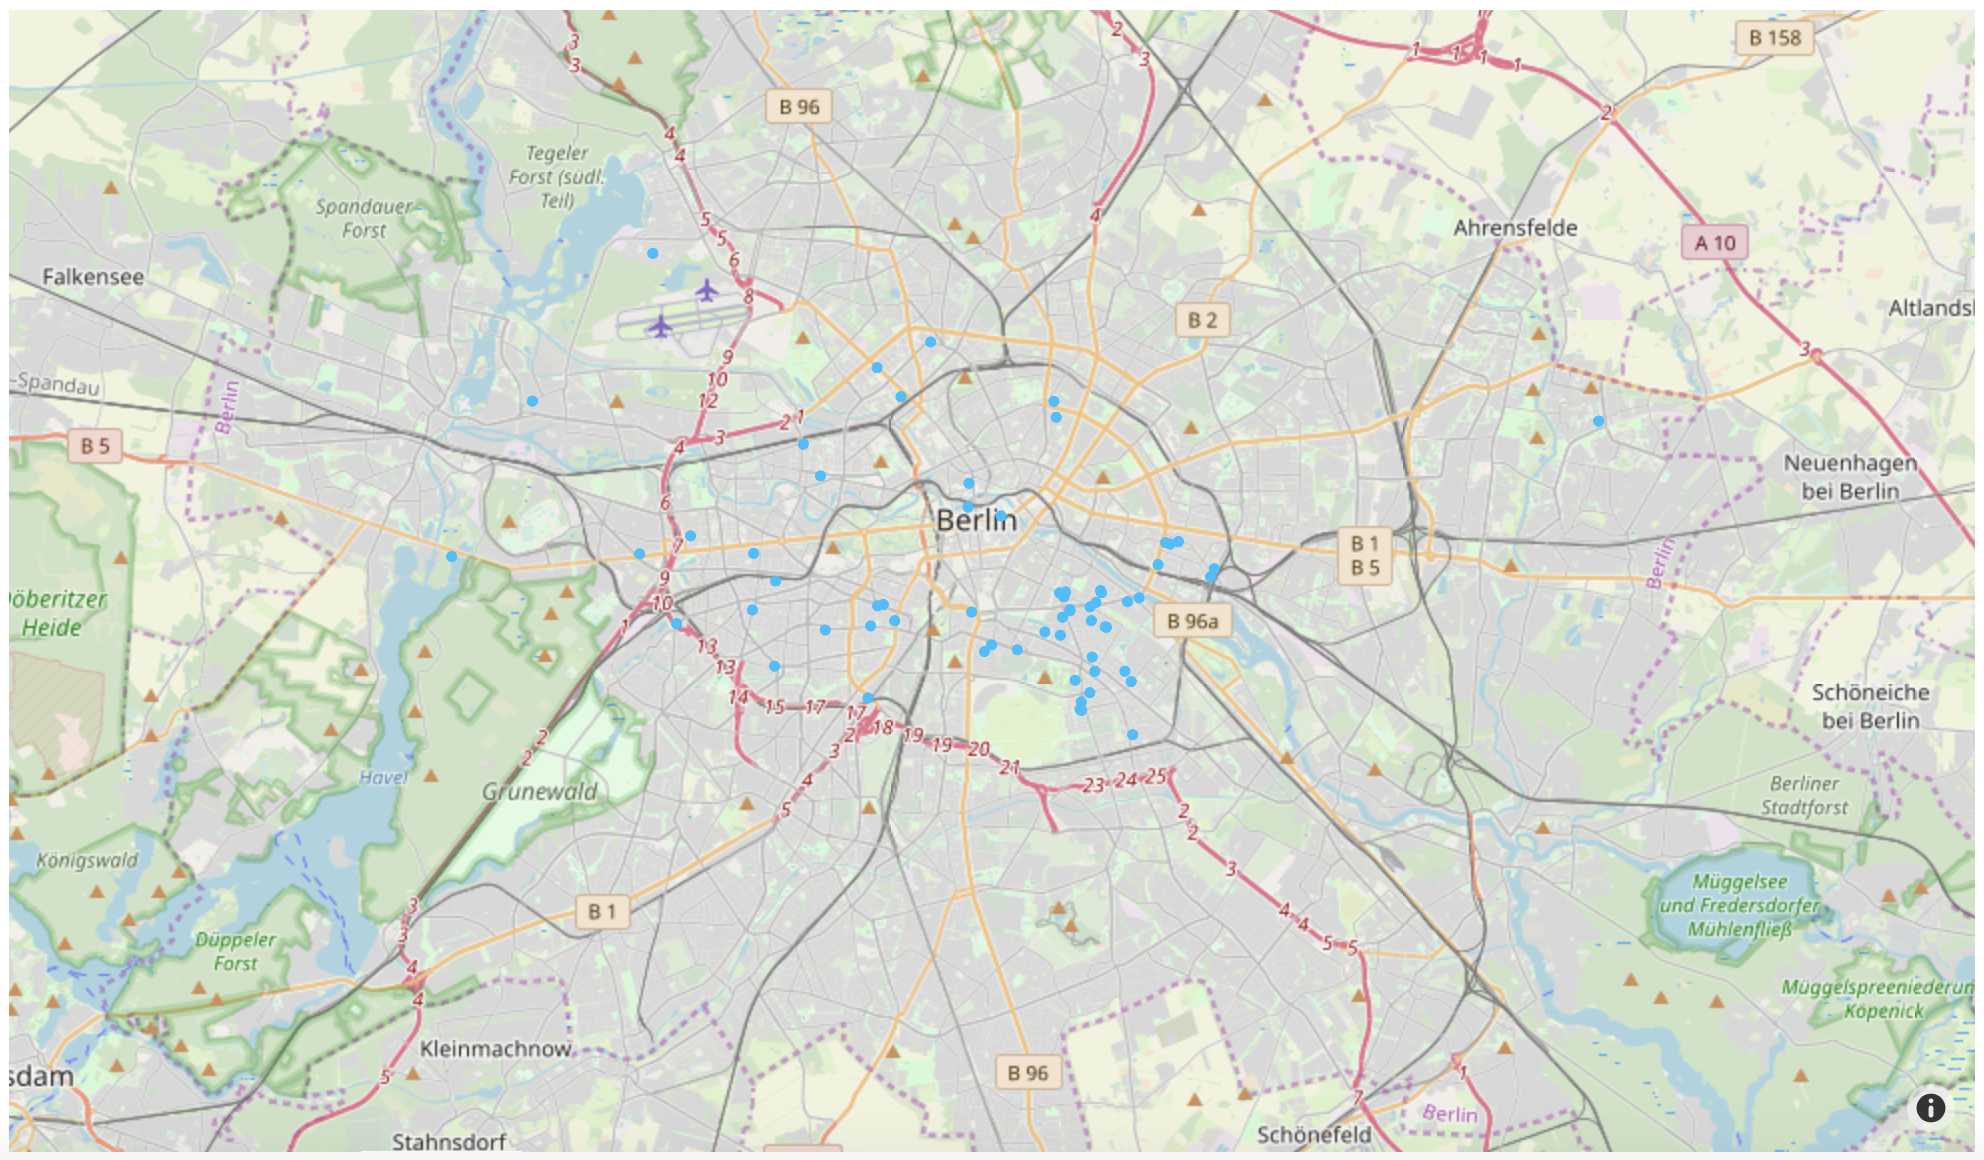 B 158
B 96
Tegeler
Forst (südl.
Teil)
Spandauer
Forst
Ahrensfelde
A 10
Falkensee
Altlands
B 2
-Spandau
Berlin
B 5
Neuenhagen
bei Berlin
Berlin
B 1
B 5
Berlin
Döberitzer
Heide
B 96a
Schöneiche
bei Berlin
Havel
Grunewald
Berliner
Stadtforst
Königswald
Müggelsee
und Fredersdorfer
Mühlenfließ
B 1
Düppeler
Forst
Müggelspreeniederun
Köpenick
Kleinmachnow
sdam
B 96
Berlin
Schönefeld
Stahnsdorf
3
3
4
4
5
5
6
8
9
10
12
2
1
3
4
6
7
9
10
1
13
13
14
15
17
17
18
2
3
4
5
19
19
20
21
23
24
25
2
2
3
4
4
5
5
7
1
2
2
3
3
4
4
5
2
3
4
1
1
1
1
2
3